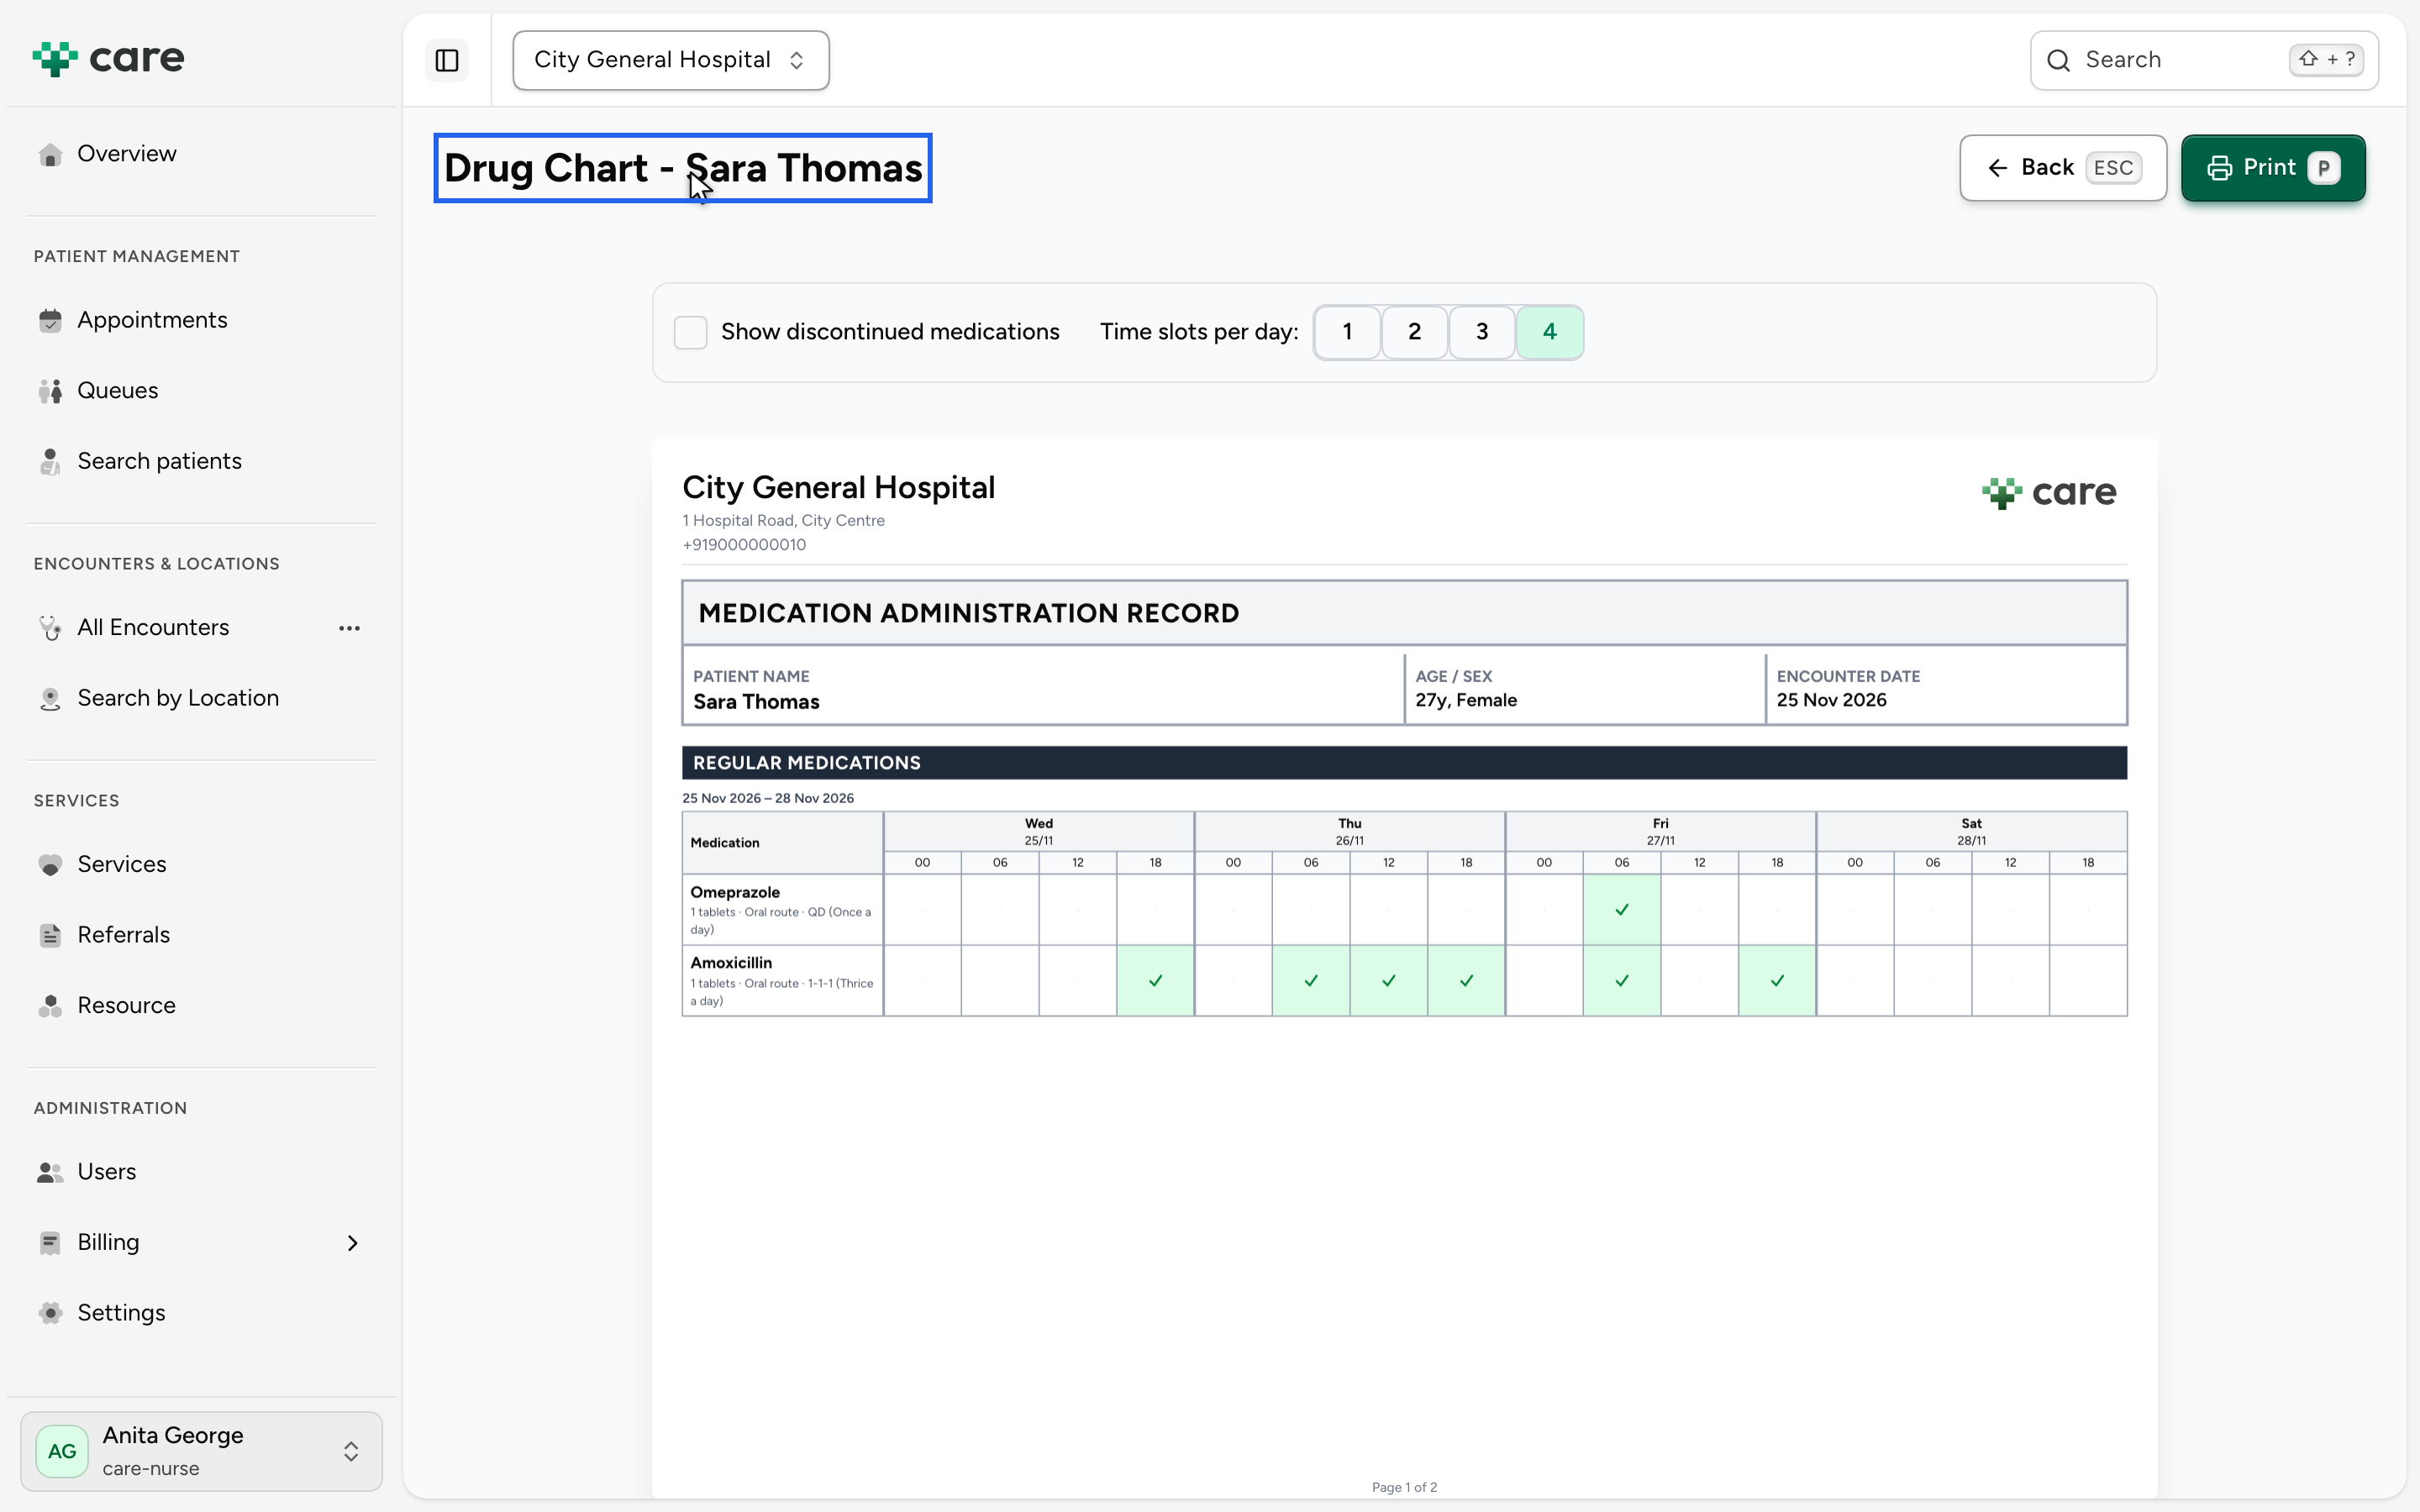 care
City General Hospital
Search
+ ?
Overview
PATIENT MANAGEMENT
Appointments
Queues
Search patients
ENCOUNTERS & LOCATIONS
All Encounters
Search by Location
SERVICES
Services
Referrals
Resource
ADMINISTRATION
Users
Billing
Settings
AG
Anita George
care-nurse
Drug Chart - Sara Thomas
Back ESC
Print P
Show discontinued medications
Time slots per day: 1 2 3 4
City General Hospital
care
1 Hospital Road, City Centre
+919000000010
MEDICATION ADMINISTRATION RECORD
PATIENT NAME AGE / SEX ENCOUNTER DATE
Sara Thomas 27y, Female 25 Nov 2026
REGULAR MEDICATIONS
25 Nov 2026 – 28 Nov 2026
Medication
Wed Thu Fri Sat
25/11 26/11 27/11 28/11
00 06 12 18 00 06 12 18 00 06 12 18 00 06 12 18
Omeprazole
1 tablets · Oral route · QD (Once a
day)
Amoxicillin
1 tablets · Oral route · 1-1-1 (Thrice
a day)
Page 1 of 2